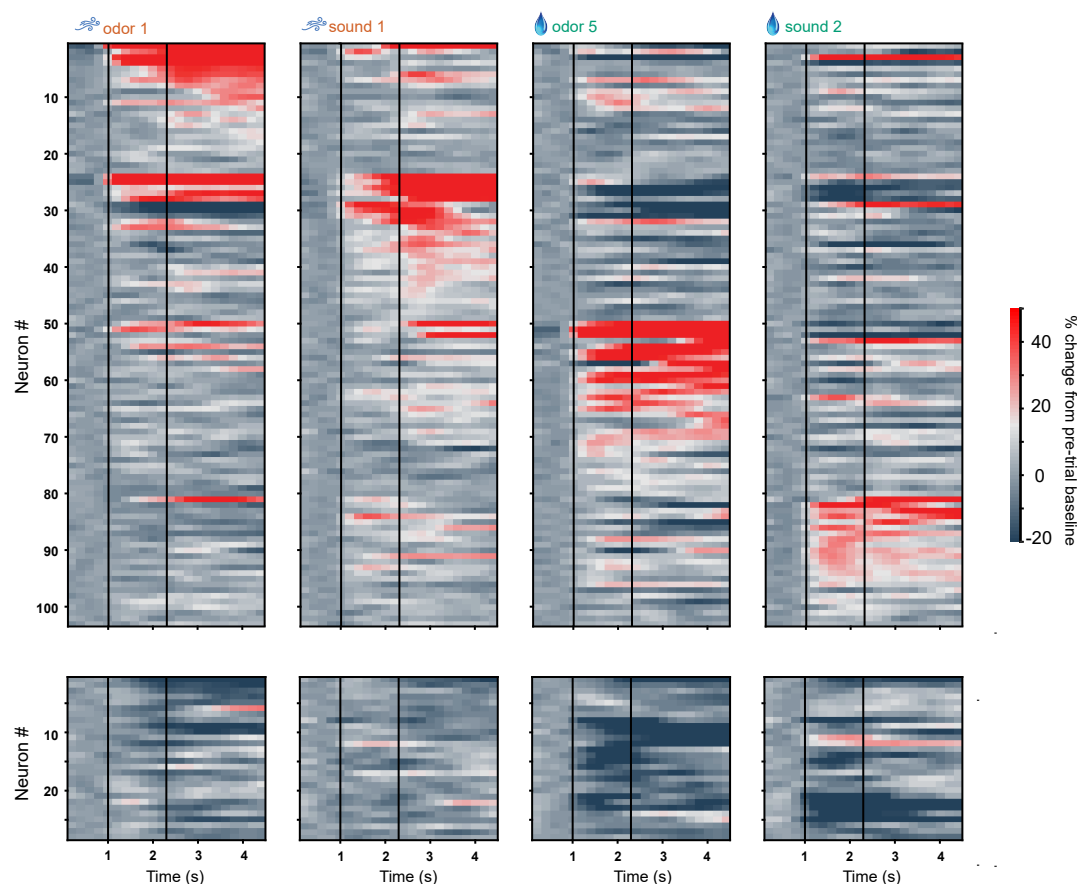 odor 1
sound 1
odor 5
sound 2
Neuron #
10
20
30
40
50
60
70
80
90
100
40
20
0
-20
% change from pre-trial baseline
Neuron #
10
20
1 2 3 4
1 2 3 4
1 2 3 4
1 2 3 4
Time (s)
Time (s)
Time (s)
Time (s)